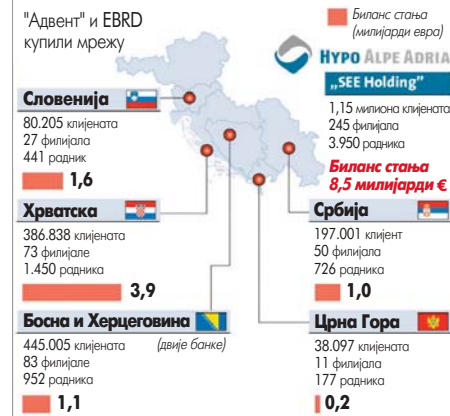 "Адвент" и EBRD
купили мрежу
Биланс стања
(милијарди евра)
HYPO ALPE ADRIA
„SEE Holding”
1,15 милиона клијената
245 филијала
3.950 радника
Биланс стања
8,5 милијарди €
Словенија
80.205 клијената
27 филијала
441 радник
1,6
Хрватска
386.838 клијената
73 филијале
1.450 радника
3,9
Босна и Херцеговина
(двије банке)
445.005 клијената
83 филијале
952 радника
1,1
Србија
197.001 клијент
50 филијала
726 радника
1,0
Црна Гора
38.097 клијената
11 филијала
177 радника
0,2